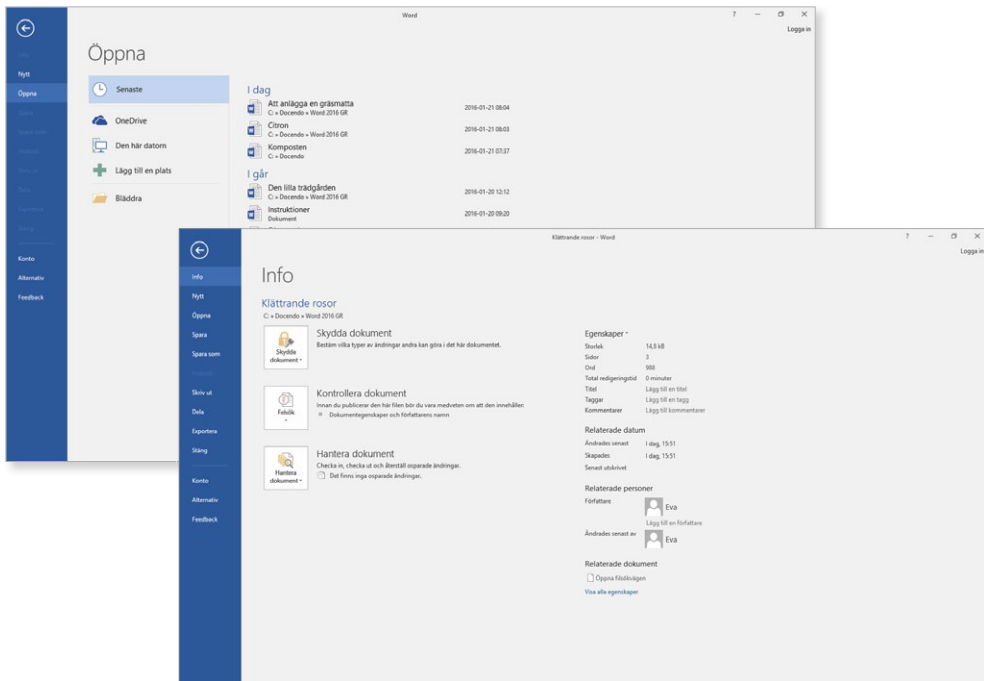 Word
? – X
Logga in
Öppna
Info
Nytt
Öppna
Spara
Spara som
Skriv ut
Dela
Exportera
Stäng
Konto
Alternativ
Feedback
Senaste
OneDrive
Den här datorn
Lägg till en plats
Bläddra
I dag
Att anlägga en gräsmatta 2016-01-21 08:04
C: » Docendo » Word 2016 GR
Citron 2016-01-21 08:03
C: » Docendo » Word 2016 GR
Komposten 2016-01-21 07:37
C: » Docendo
I går
Den lilla trädgården 2016-01-20 12:12
C: » Docendo » Word 2016 GR
Instruktioner 2016-01-20 09:20
Dokument
Klättrande rosor - Word
? – X
Logga in
Info
Nytt
Öppna
Spara
Spara som
Skriv ut
Dela
Exportera
Stäng
Konto
Alternativ
Feedback
Info
Klättrande rosor
C: » Docendo » Word 2016 GR
Skydda dokument
Skydda dokument
Bestäm vilka typer av ändringar andra kan göra i det här dokumentet.
Felsök
Kontrollera dokument
Innan du publicerar den här filen bör du vara medveten om att den innehåller:
Dokumentegenskaper och författarens namn
Hantera dokument
Hantera dokument
Checka in, checka ut och återställ osparade ändringar.
Det finns inga osparade ändringar.
Egenskaper
Storlek 14,8 kB
Sidor 3
Ord 988
Total redigeringstid 0 minuter
Titel Lägg till en titel
Taggar Lägg till en tagg
Kommentarer Lägg till kommentarer
Relaterade datum
Ändrades senast I dag, 15:51
Skapades I dag, 15:51
Senast utskrivet
Relaterade personer
Författare Eva
Lägg till en författare
Ändrades senast av Eva
Relaterade dokument
Öppna filsökvägen
Visa alla egenskaper